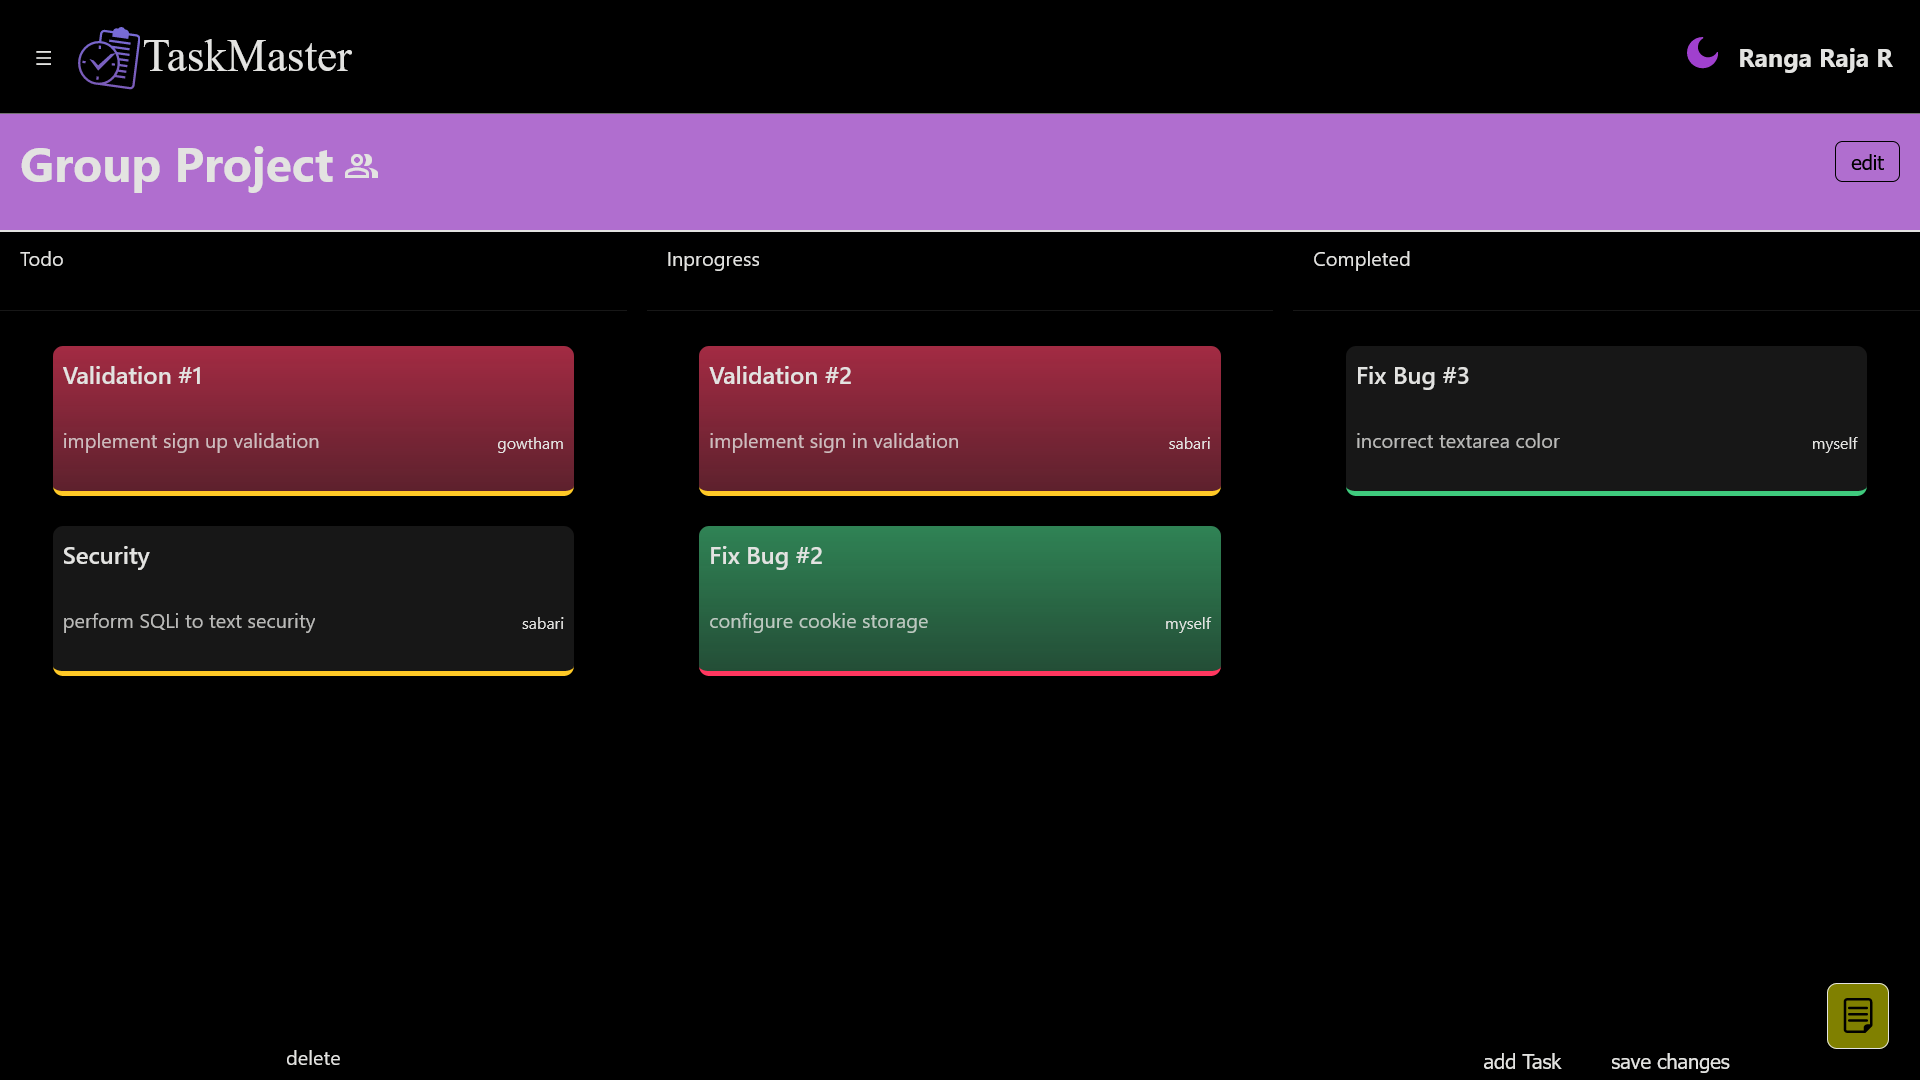 TaskMaster
Ranga Raja R
Group Project
edit
Todo
Inprogress
Completed
Validation #1
implement sign up validation
gowtham
Security
perform SQLi to text security
sabari
Validation #2
implement sign in validation
sabari
Fix Bug #2
configure cookie storage
myself
Fix Bug #3
incorrect textarea color
myself
delete
add Task
save changes